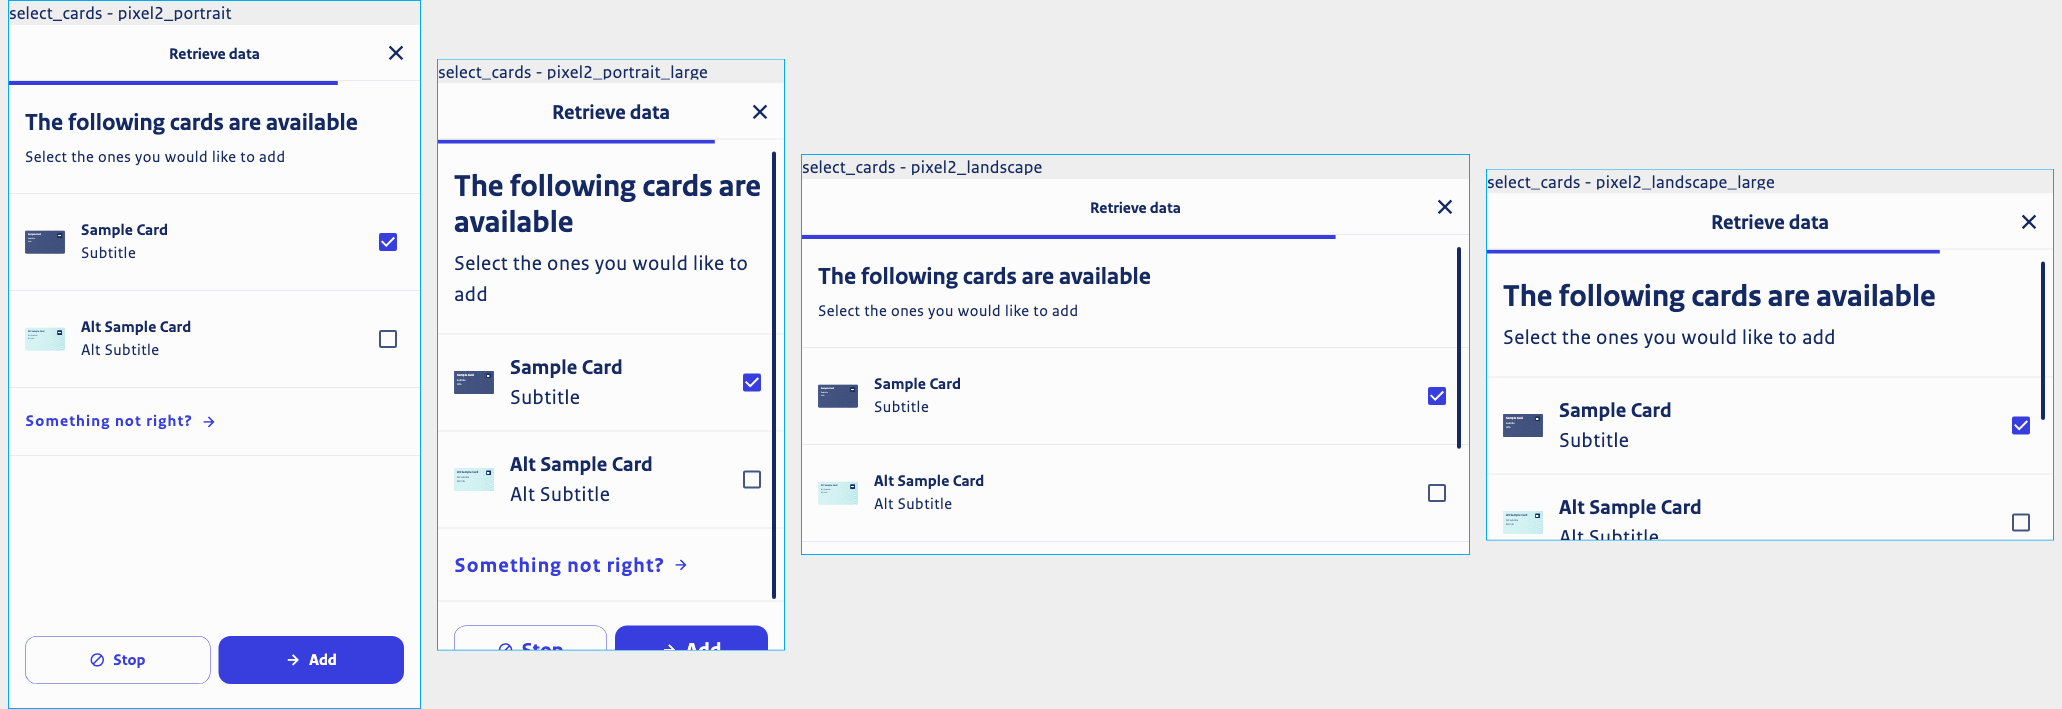 select_cards - pixel2_portrait
Retrieve data
The following cards are available
Select the ones you would like to add
Sample Card
Subtitle
Alt Sample Card
Alt Subtitle
Something not right?
Stop
Add
select_cards - pixel2_portrait_large
Retrieve data
The following cards are
available
Select the ones you would like to
add
Sample Card
Subtitle
Alt Sample Card
Alt Subtitle
Something not right?
Stop
Add
select_cards - pixel2_landscape
Retrieve data
The following cards are available
Select the ones you would like to add
Sample Card
Subtitle
Alt Sample Card
Alt Subtitle
select_cards - pixel2_landscape_large
Retrieve data
The following cards are available
Select the ones you would like to add
Sample Card
Subtitle
Alt Sample Card
Alt Subtitle